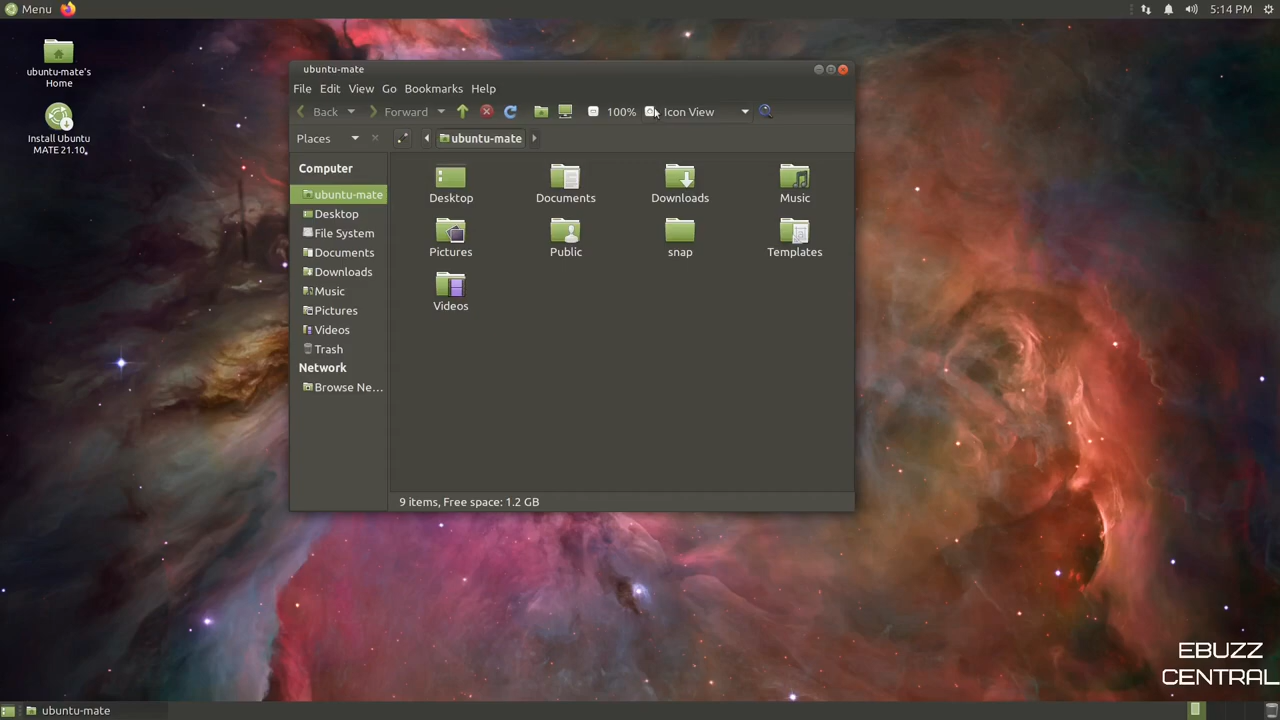 Menu
5:14 PM
ubuntu-mate's
Home
Install Ubuntu
MATE 21.10
ubuntu-mate
File Edit View Go Bookmarks Help
Back Forward 100% Icon View
Places ubuntu-mate
Computer
ubuntu-mate
Desktop
File System
Documents
Downloads
Music
Pictures
Videos
Trash
Network
Browse Ne...
Desktop Documents Downloads Music
Pictures Public snap Templates
Videos
9 items, Free space: 1.2 GB
EBUZZ
CENTRAL
ubuntu-mate